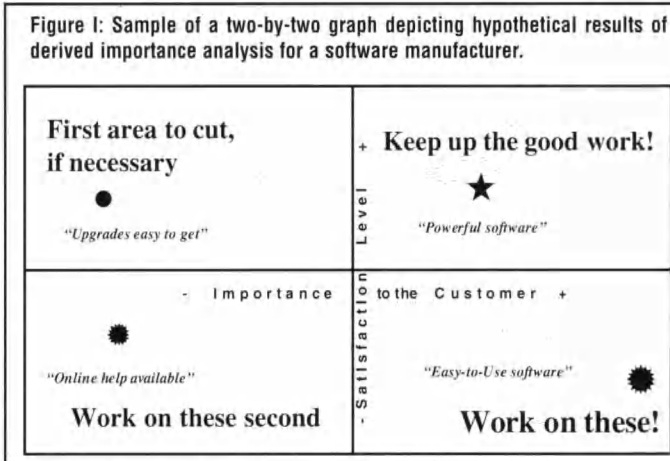 Figure I: Sample of a two-by-two graph depicting hypothetical results of
derived importance analysis for a software manufacturer.
First area to cut,
if necessary
"Upgrades easy to get"
Keep up the good work!
"Powerful software"
- Satisfaction Level +
- Importance to the Customer +
"Online help available"
Work on these second
"Easy-to-Use software"
Work on these!